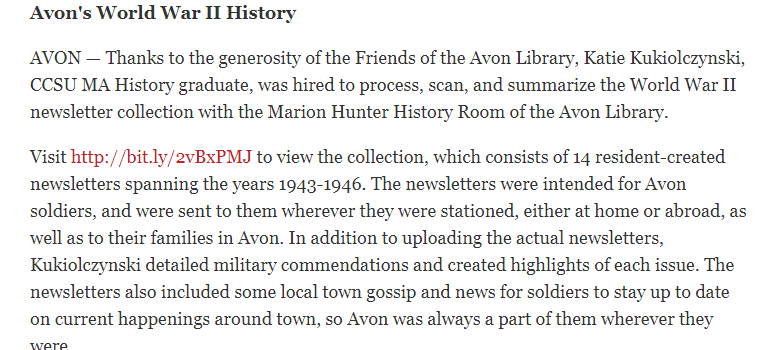 Avon's World War II History
AVON — Thanks to the generosity of the Friends of the Avon Library, Katie Kukiolczynski,
CCSU MA History graduate, was hired to process, scan, and summarize the World War II
newsletter collection with the Marion Hunter History Room of the Avon Library.
Visit http://bit.ly/2vBxPMJ to view the collection, which consists of 14 resident-created
newsletters spanning the years 1943-1946. The newsletters were intended for Avon
soldiers, and were sent to them wherever they were stationed, either at home or abroad, as
well as to their families in Avon. In addition to uploading the actual newsletters,
Kukiolczynski detailed military commendations and created highlights of each issue. The
newsletters also included some local town gossip and news for soldiers to stay up to date
on current happenings around town, so Avon was always a part of them wherever they
were